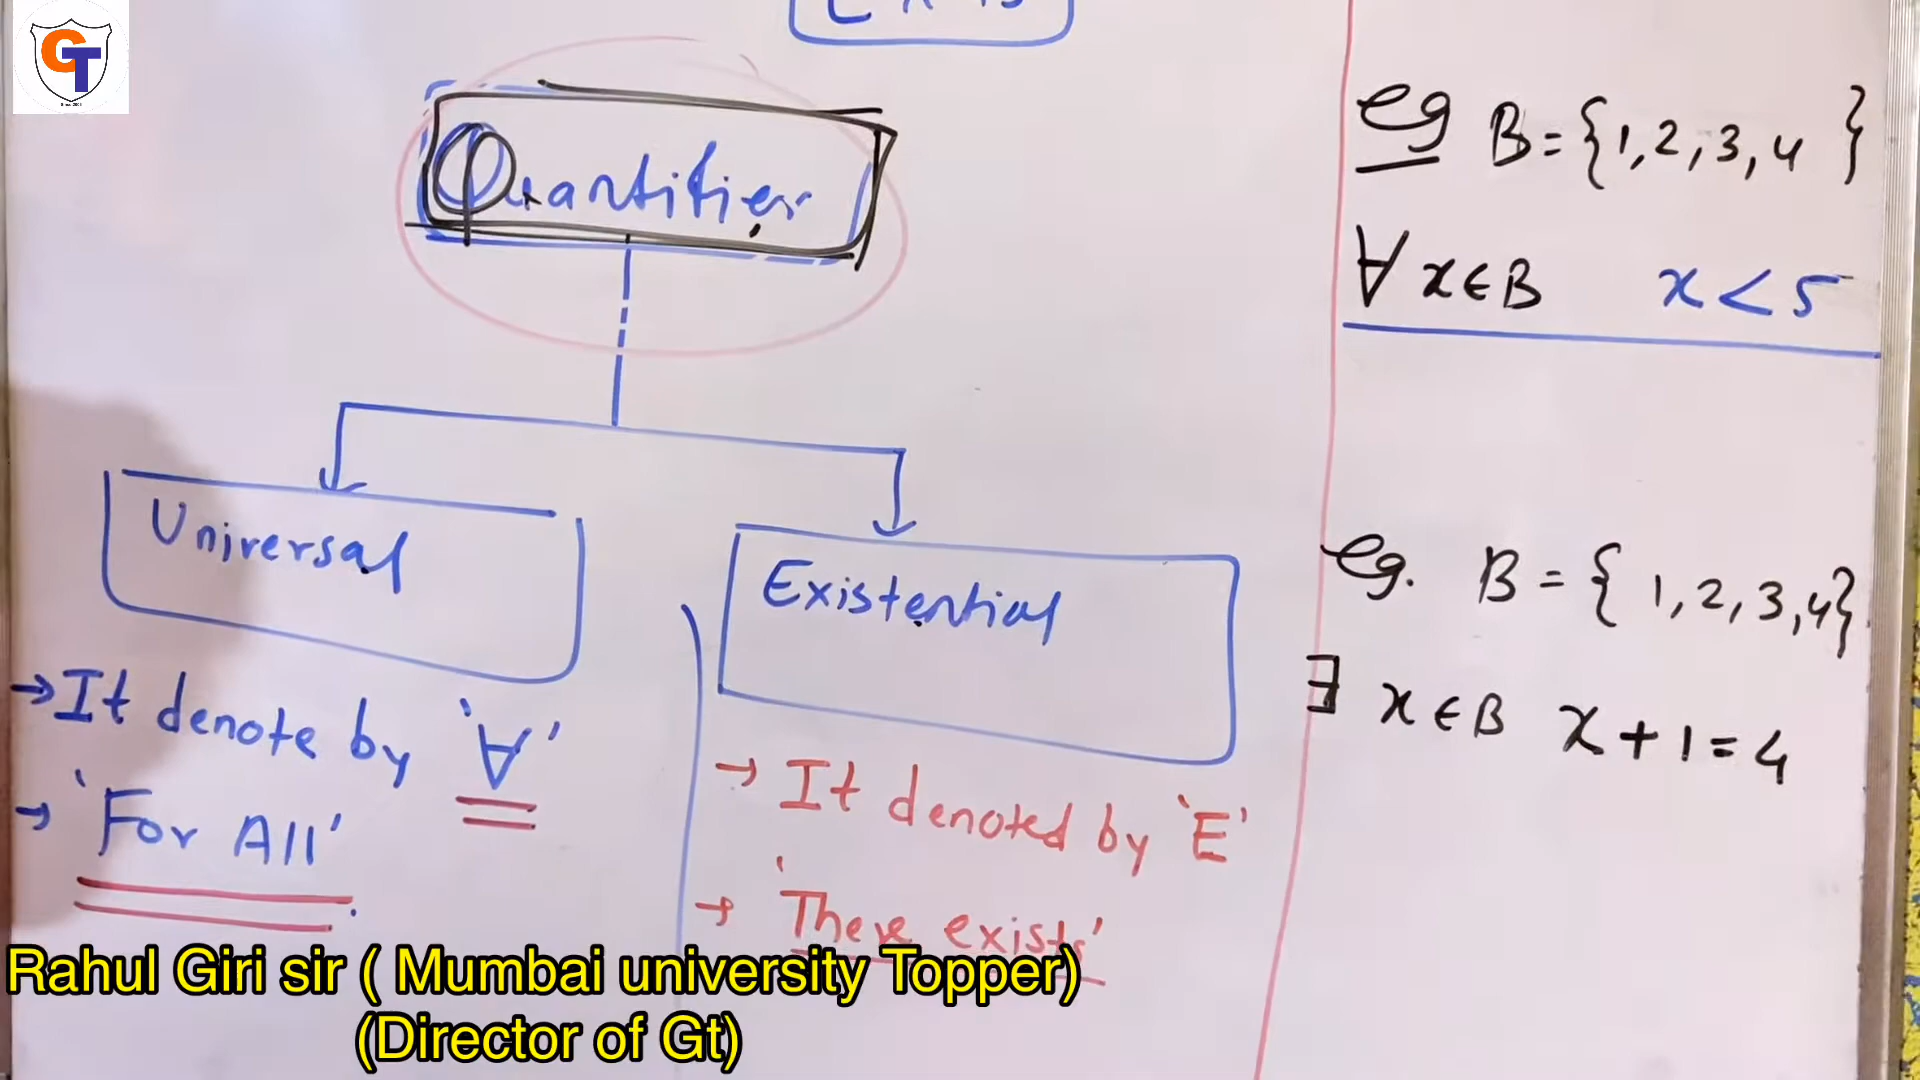 GT
Quantifier
Universal
→It denote by '∀'
→ 'For All'
Existential
→ It denoted by 'E'
→ 'There exists'
eg B={1,2,3,4 }
∀ x∈B x<5
eg. B={ 1,2,3,4}
∃ x∈B x+1=4
Rahul Giri sir ( Mumbai university Topper)
(Director of Gt)